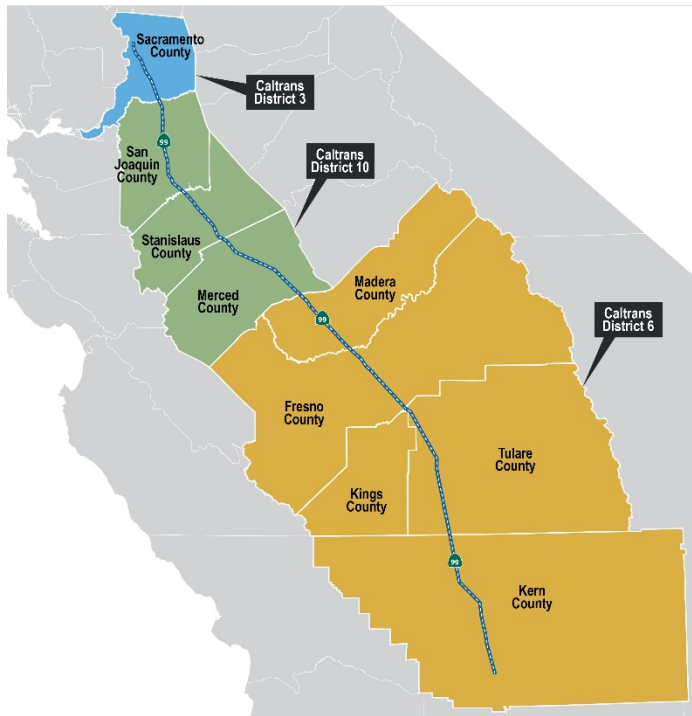 Sacramento
County
Caltrans
District 3
99
San
Joaquin
County
Caltrans
District 10
Stanislaus
County
Merced
County
Madera
County
99
Caltrans
District 6
Fresno
County
Tulare
County
Kings
County
99
Kern
County